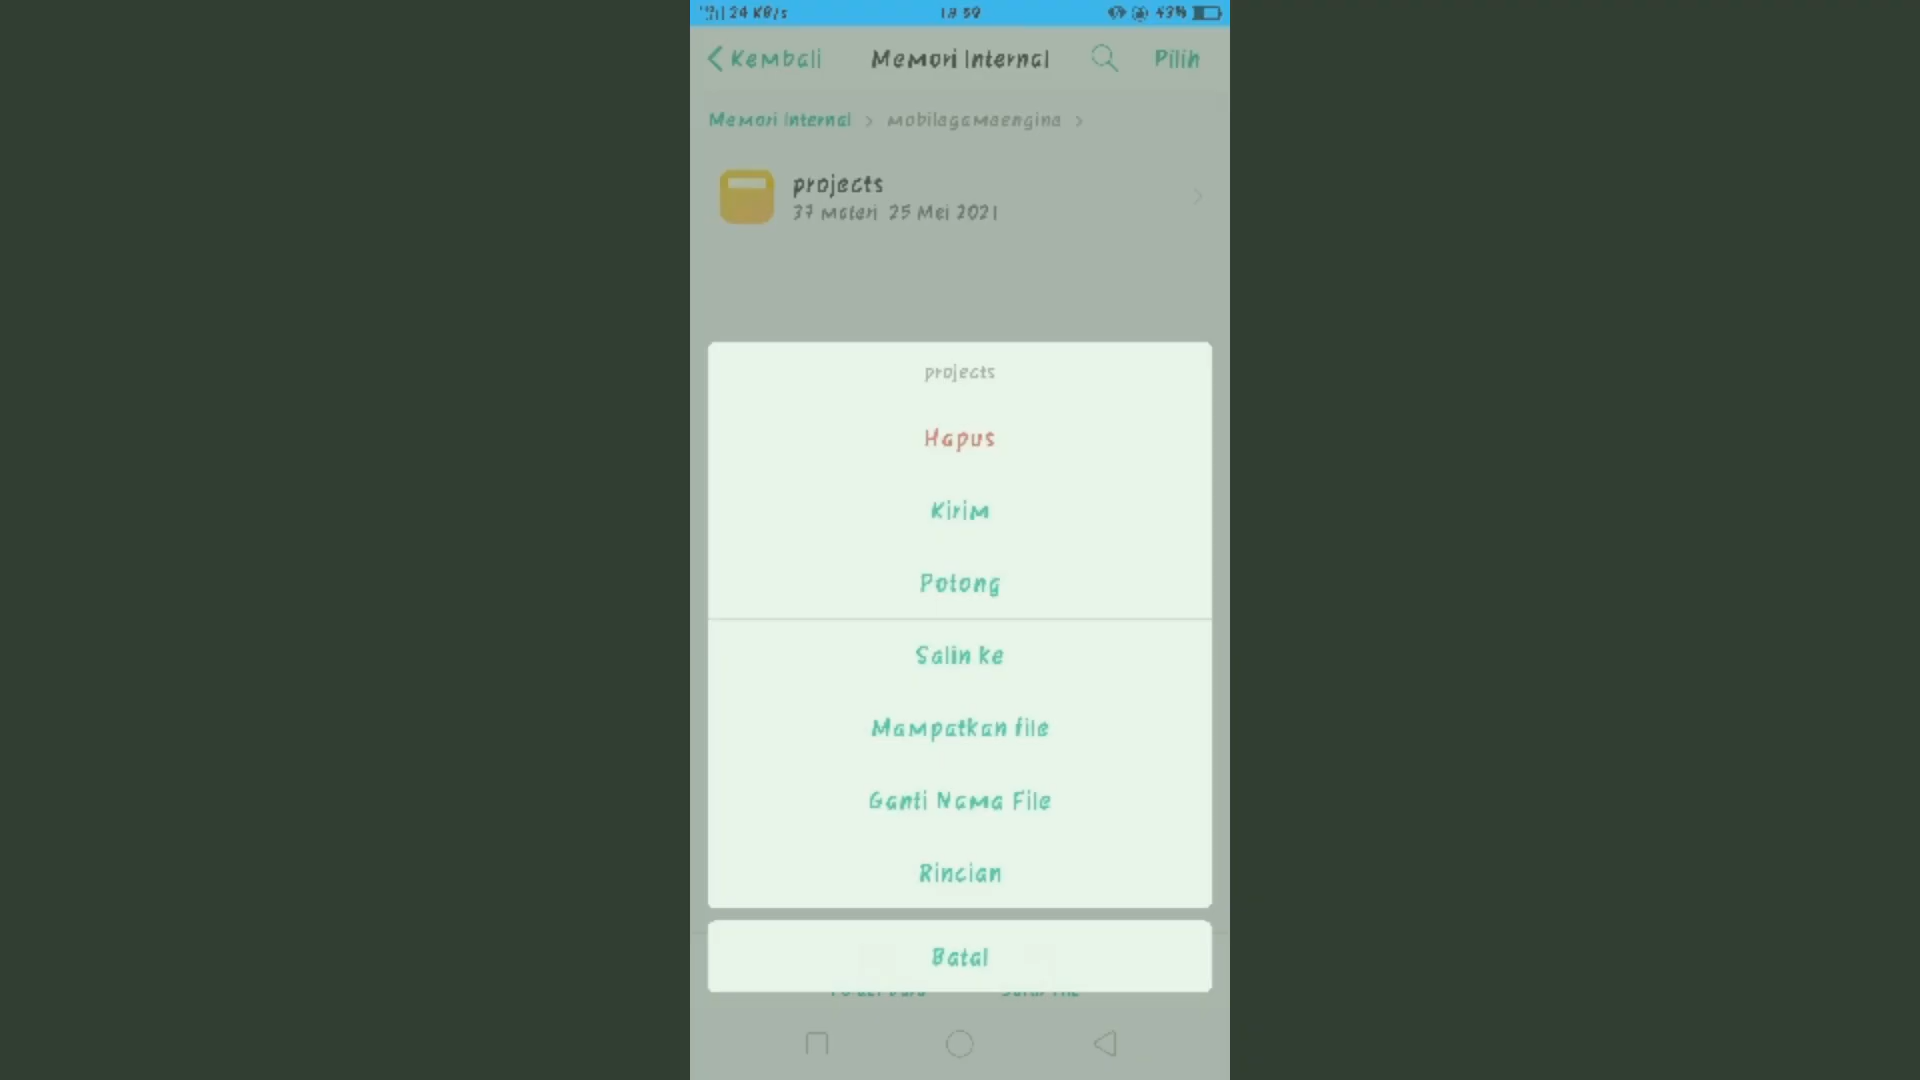 24 KB/s 18 59 43%
Kembali Memori Internal Pilih
Memori Internal > mobilegameengine >
projects
37 materi 25 Mei 2021
projects
Hapus
Kirim
Potong
Salin ke
Mampatkan file
Ganti Nama File
Rincian
Batal